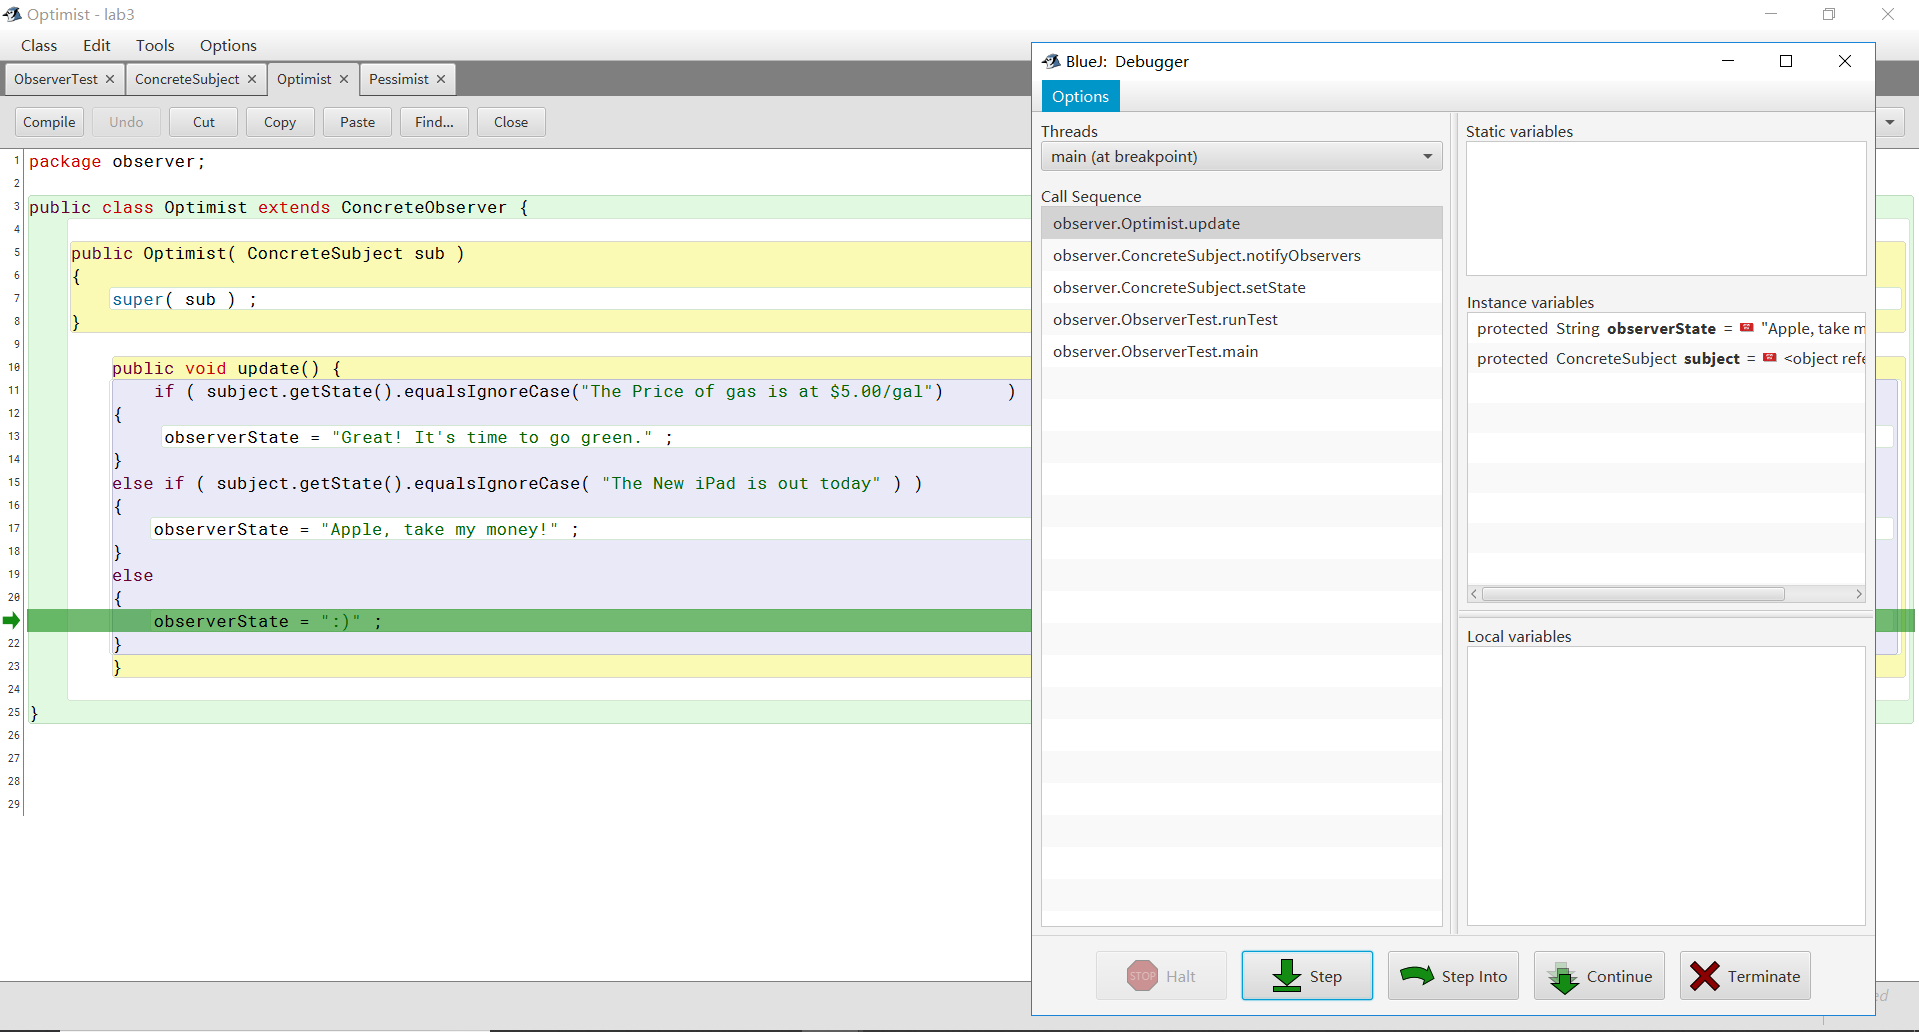 Optimist - lab3
Class Edit Tools Options
ObserverTest × ConcreteSubject × Optimist × Pessimist ×
Compile Undo Cut Copy Paste Find... Close
1 package observer;
2
3 public class Optimist extends ConcreteObserver {
4
5 public Optimist( ConcreteSubject sub )
6 {
7 super( sub ) ;
8 }
9
10 public void update() {
11 if ( subject.getState().equalsIgnoreCase("The Price of gas is at $5.00/gal") )
12 {
13 observerState = "Great! It's time to go green." ;
14 }
15 else if ( subject.getState().equalsIgnoreCase( "The New iPad is out today" ) )
16 {
17 observerState = "Apple, take my money!" ;
18 }
19 else
20 {
observerState = ":)" ;
22 }
23 }
24
25 }
26
27
28
29
BlueJ: Debugger
Options
Threads
main (at breakpoint)
Call Sequence
observer.Optimist.update
observer.ConcreteSubject.notifyObservers
observer.ConcreteSubject.setState
observer.ObserverTest.runTest
observer.ObserverTest.main
Static variables
Instance variables
protected String observerState = "Apple, take m
protected ConcreteSubject subject = <object refe
Local variables
STOP Halt Step Step Into Continue Terminate